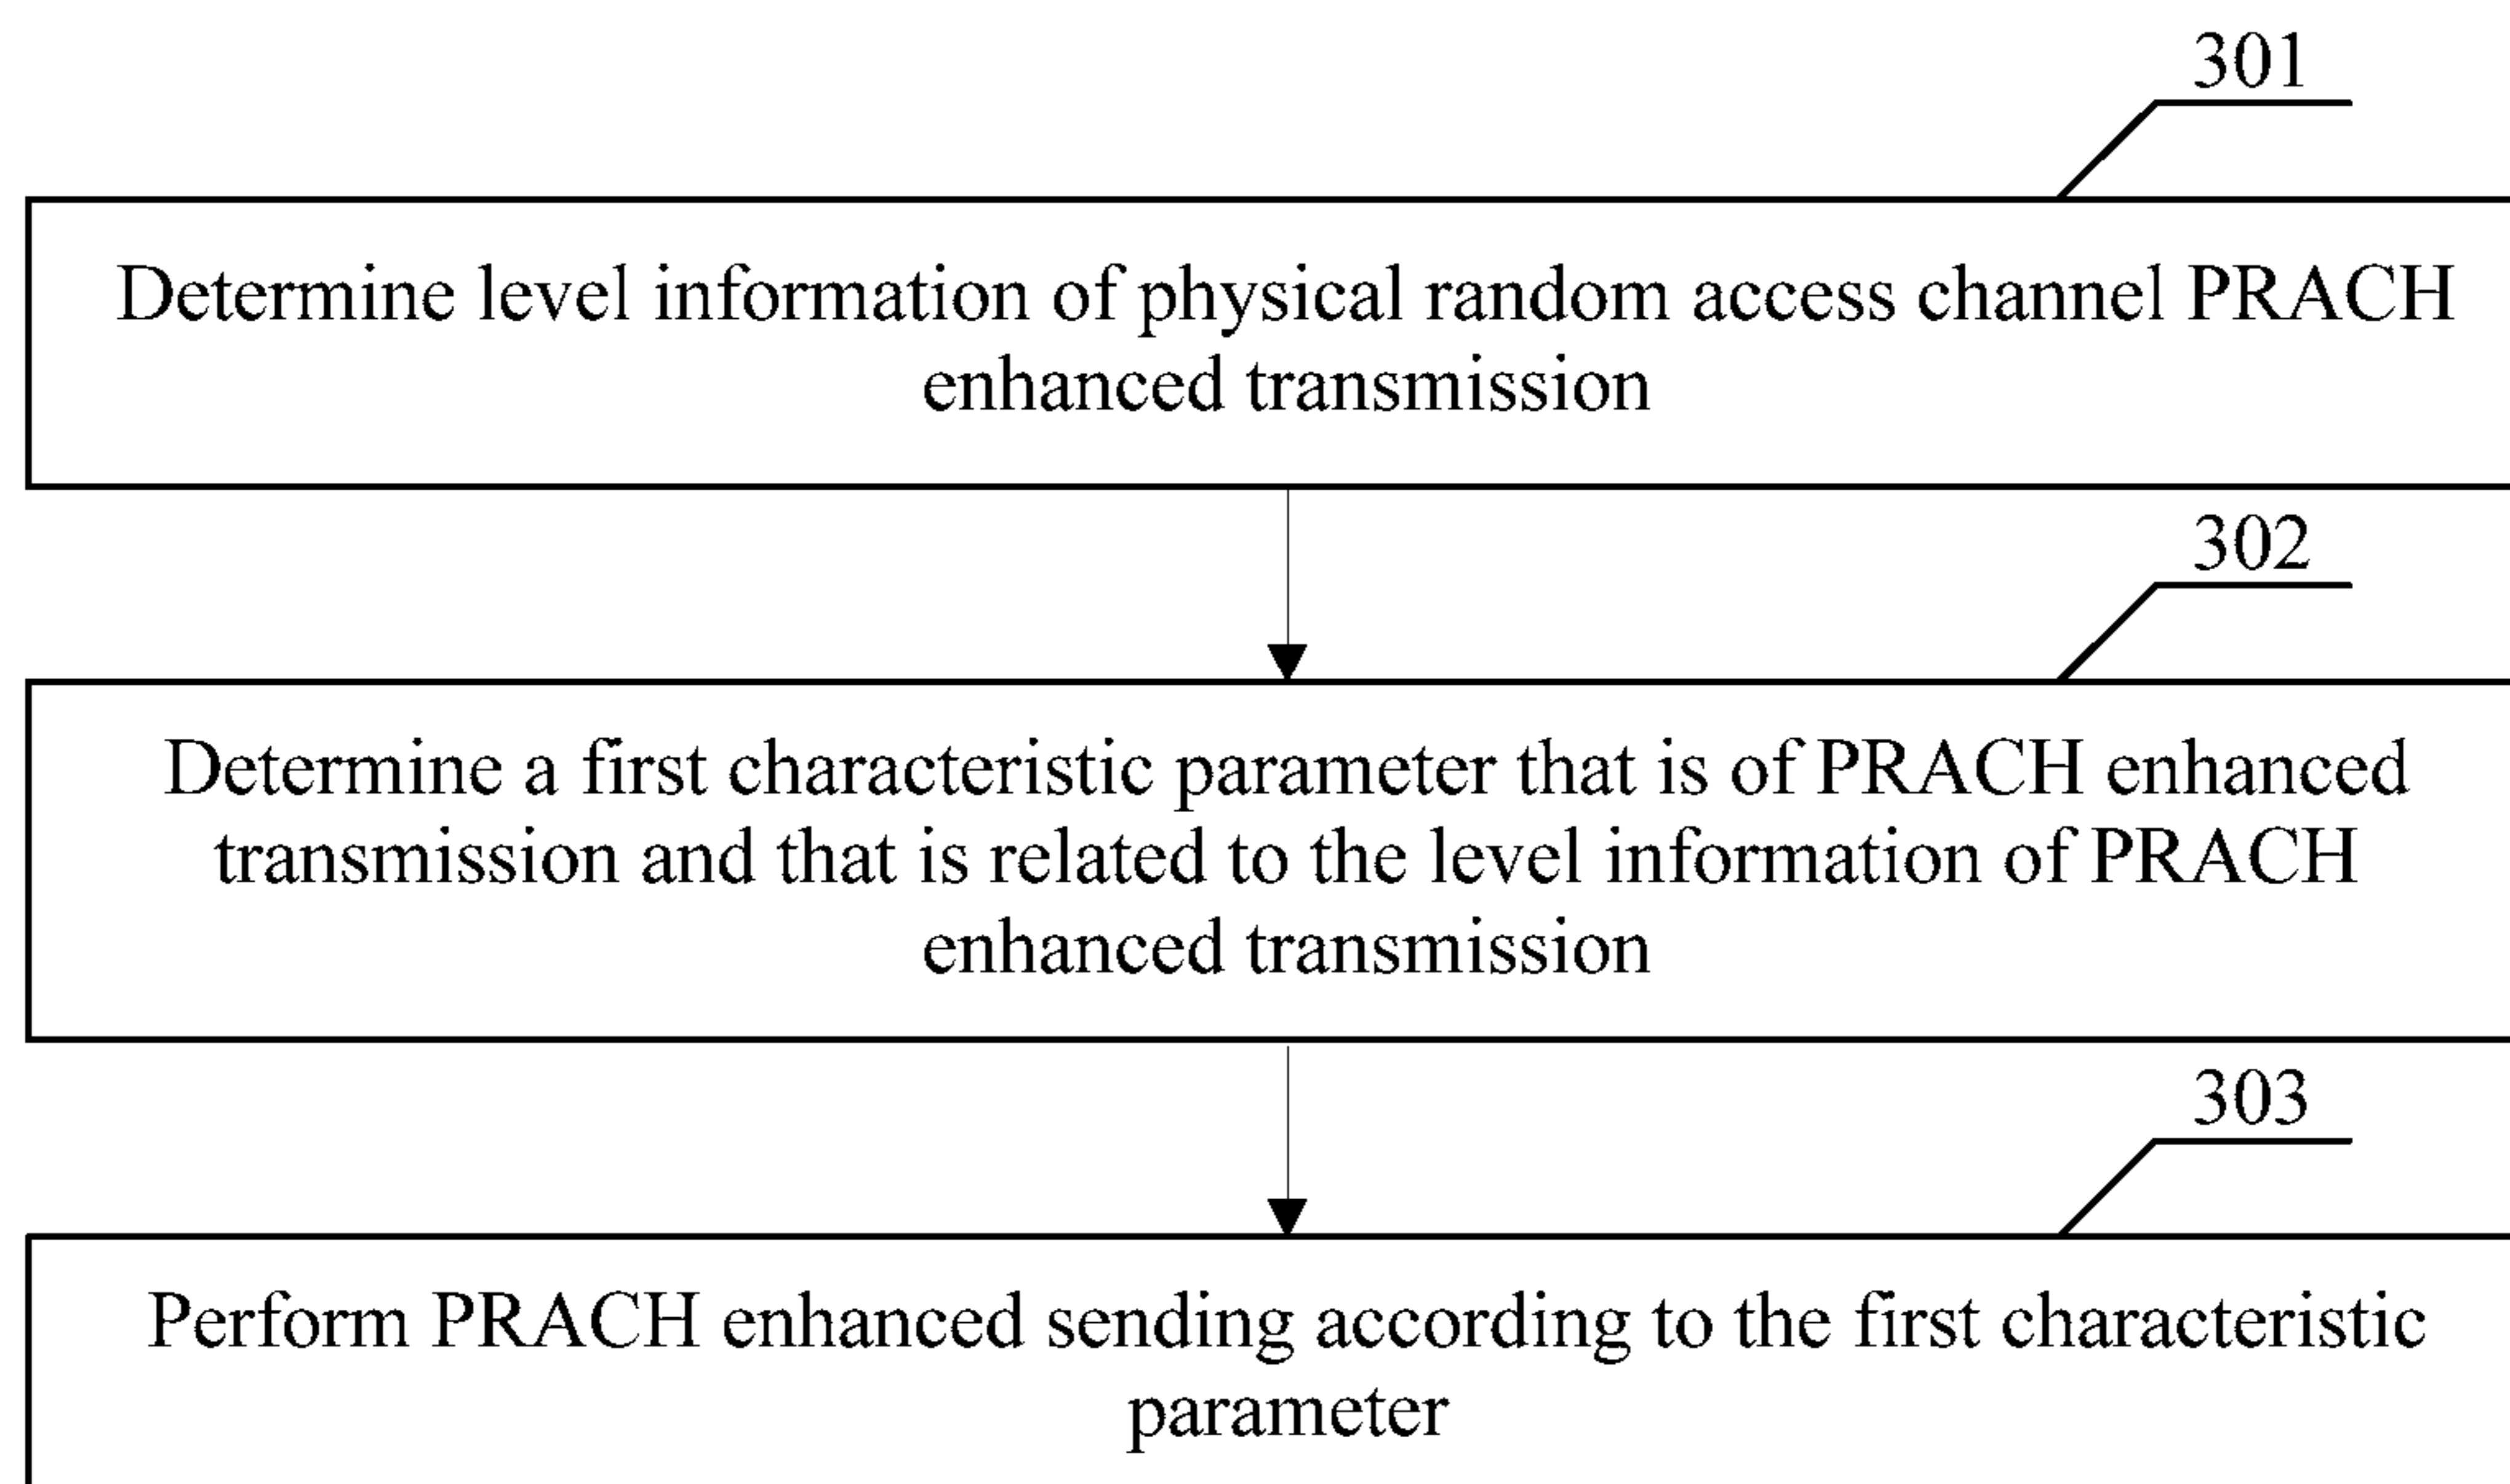 301
Determine level information of physical random access channel PRACH
enhanced transmission
302
Determine a first characteristic parameter that is of PRACH enhanced
transmission and that is related to the level information of PRACH
enhanced transmission
303
Perform PRACH enhanced sending according to the first characteristic
parameter